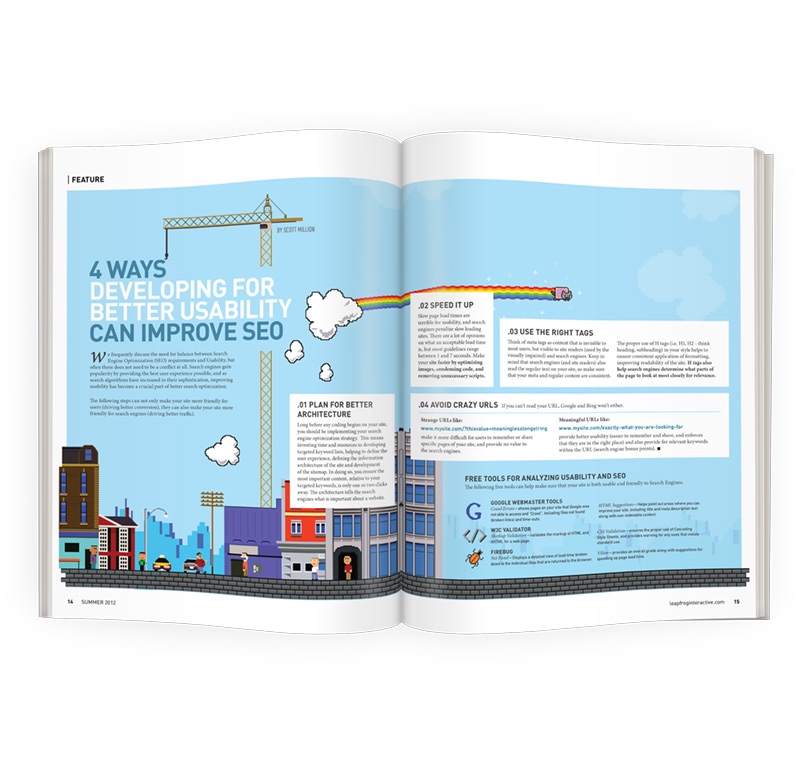 FEATURE
BY SCOTT MILLION
4 WAYS
DEVELOPING FOR
BETTER USABILITY
CAN IMPROVE SEO
We frequently discuss the need for balance between Search
Engine Optimization (SEO) requirements and Usability, but
often there does not need to be a conflict at all. Search engines gain
popularity by providing the best user experience possible, and as
search algorithms have increased in their sophistication, improving
usability has become a crucial part of better search optimization.
The following steps can not only make your site more friendly for
users (driving better conversion), they can also make your site more
friendly for search engines (driving better traffic).
.01 PLAN FOR BETTER
ARCHITECTURE
Long before any coding begins on your site,
you should be implementing your search
engine optimization strategy. This means
investing time and resources to developing
targeted keyword lists, helping to define the
user experience, defining the information
architecture of the site and development
of the sitemap. In doing so, you ensure the
most important content, relative to your
targeted keywords, is only one or two clicks
away. The architecture tells the search
engines what is important about a website.
.02 SPEED IT UP
Slow page load times are
terrible for usability, and search
engines penalize slow loading
sites. There are a lot of opinions
on what an acceptable load time
is, but most guidelines range
between 1 and 7 seconds. Make
your site faster by optimizing
images, condensing code, and
removing unnecessary scripts.
.03 USE THE RIGHT TAGS
Think of meta tags as content that is invisible to
most users, but visible to site readers (used by the
visually impaired) and search engines. Keep in
mind that search engines (and site readers) also
read the regular text on your site, so make sure
that your meta and regular content are consistent.
The proper use of H tags (i.e. H1, H2 - think
heading, subheading) in your style helps to
ensure consistent application of formatting,
improving readability of the site. H tags also
help search engines determine what parts of
the page to look at most closely for relevance.
.04 AVOID CRAZY URLS If you can't read your URL, Google and Bing won't either.
Strange URLs like:
www.mysite.com/?thisvalue=meaninglesslongstring
make it more difficult for users to remember or share
specific pages of your site, and provide no value to
the search engines.
Meaningful URLs like:
www.mysite.com/exactly-what-you-are-looking-for
provide better usability (easier to remember and share, and enforces
that they are in the right place) and also provide for relevant keywords
within the URL (search engine bonus points).
FREE TOOLS FOR ANALYZING USABILITY AND SEO
The following free tools can help make sure that your site is both usable and friendly to Search Engines.
G
GOOGLE WEBMASTER TOOLS
Crawl Errors – shows pages on your site that Google was
not able to access and "Crawl", including files not found
(broken links) and time-outs.
HTML Suggestions – Helps point out areas where you can
improve your site, including title and meta description text
along with non-indexable content.
</>
W3C VALIDATOR
Markup Validation – validates the markup of HTML and
XHTML for a web page.
CSS Validation – ensures the proper use of Cascading
Style Sheets, and provides warning for any uses that violate
standard use.
FIREBUG
Net Panel – Displays a detailed view of total time broken
down to the individual files that are returned to the browser.
YSlow – provides an overall grade along with suggestions for
speeding up page load time.
14 SUMMER 2012
leapfroginteractive.com 15